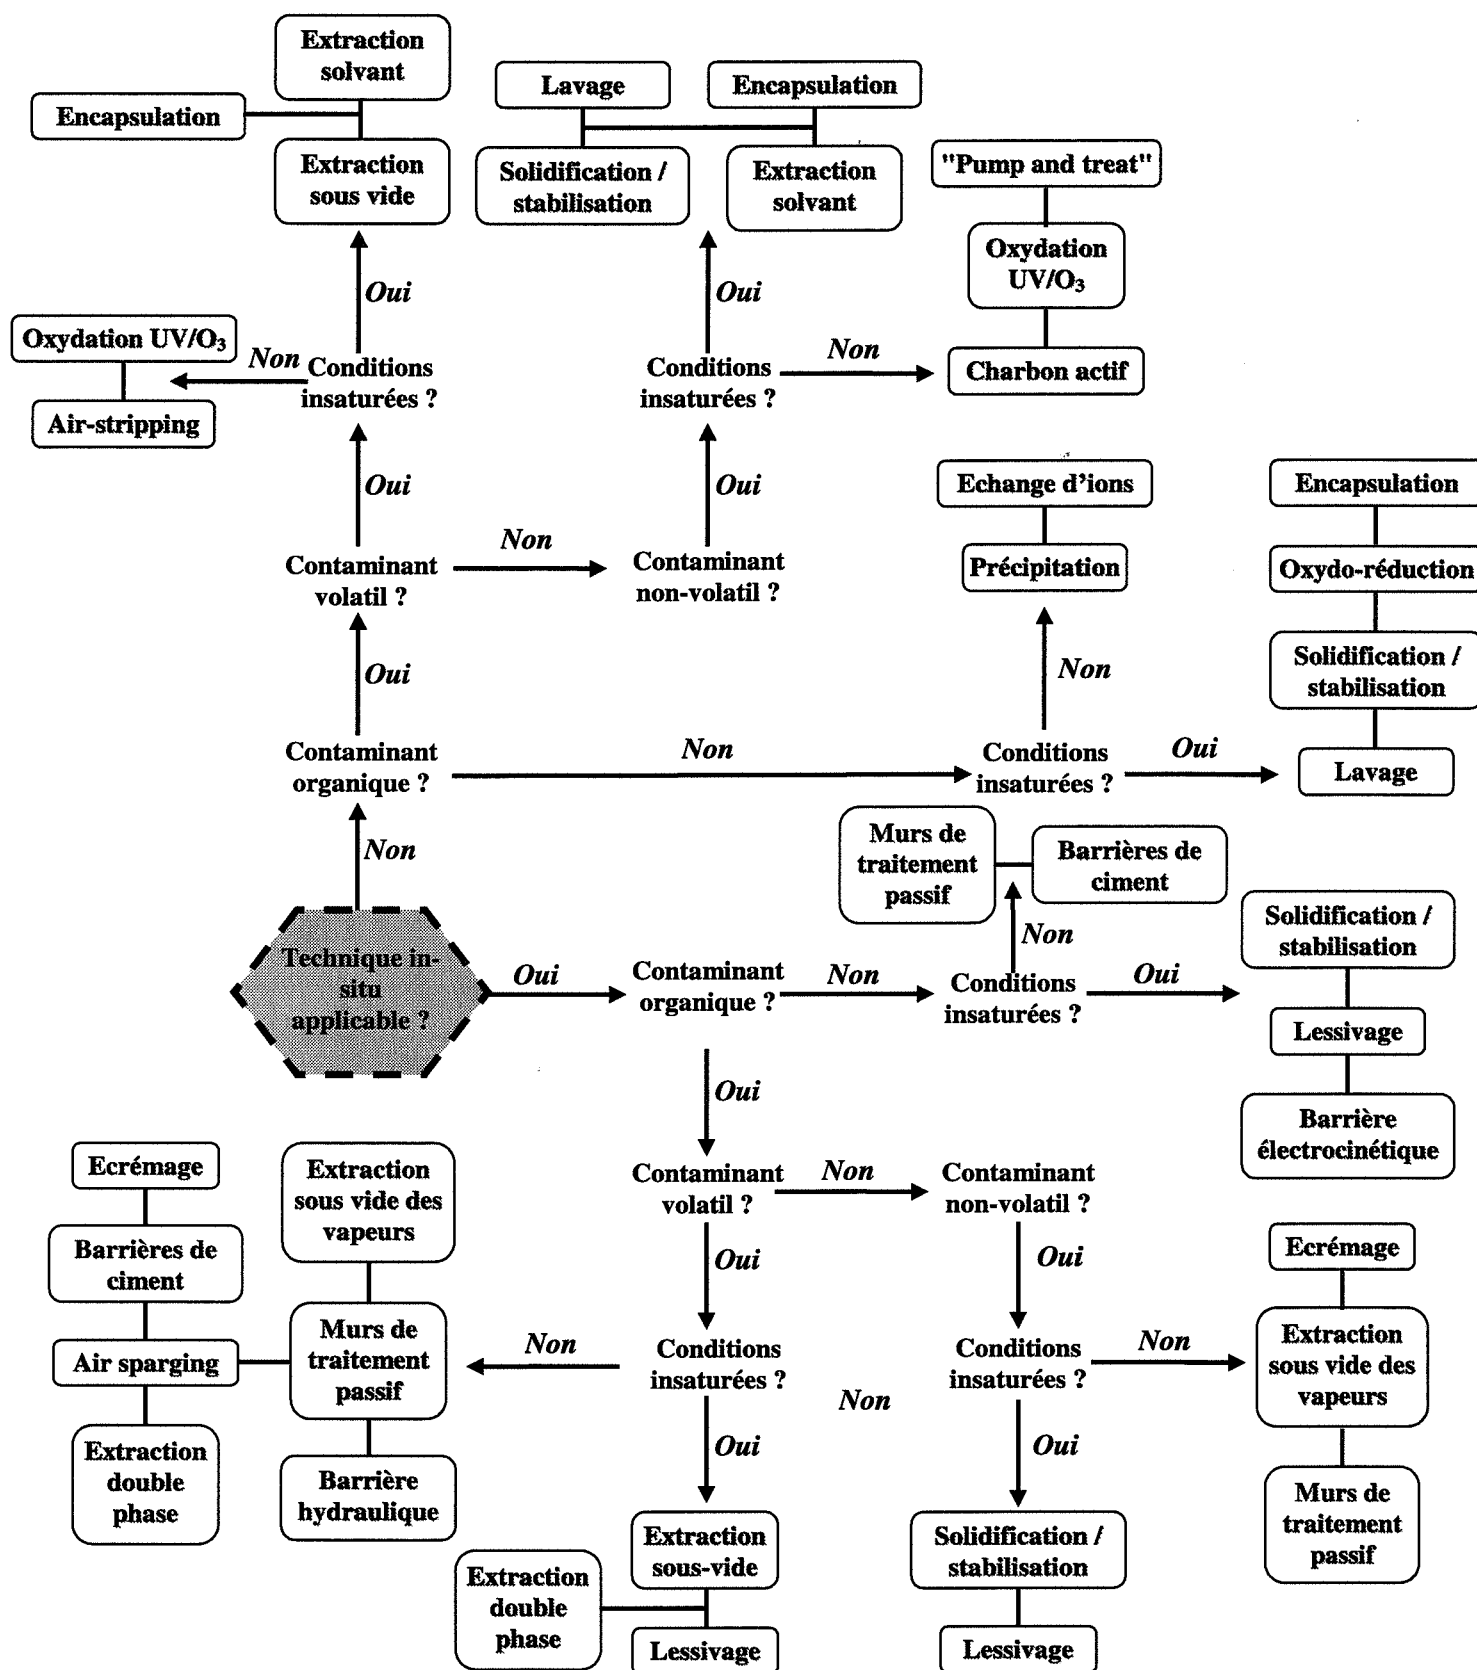 Extraction
solvant
Encapsulation
Extraction
sous vide
Lavage
Encapsulation
Solidification /
stabilisation
Extraction
solvant
"Pump and treat"
Oxydation
UV/O₃
Charbon actif
Oui
Oui
Oxydation UV/O₃
Air-stripping
Non
Conditions
insaturées ?
Conditions
insaturées ?
Non
Oui
Oui
Echange d'ions
Précipitation
Encapsulation
Oxydo-réduction
Solidification /
stabilisation
Lavage
Contaminant
volatil ?
Non
Contaminant
non-volatil ?
Oui
Non
Contaminant
organique ?
Non
Conditions
insaturées ?
Oui
Non
Murs de
traitement
passif
Barrières de
ciment
Technique in-
situ
applicable ?
Oui
Contaminant
organique ?
Non
Non
Conditions
insaturées ?
Oui
Solidification /
stabilisation
Lessivage
Barrière
électrocinétique
Oui
Ecrémage
Barrières de
ciment
Air sparging
Extraction
double
phase
Extraction
sous vide des
vapeurs
Murs de
traitement
passif
Barrière
hydraulique
Contaminant
volatil ?
Non
Contaminant
non-volatil ?
Oui
Oui
Non
Conditions
insaturées ?
Non
Conditions
insaturées ?
Non
Ecrémage
Extraction
sous vide des
vapeurs
Murs de
traitement
passif
Oui
Oui
Extraction
double
phase
Extraction
sous-vide
Lessivage
Solidification /
stabilisation
Lessivage